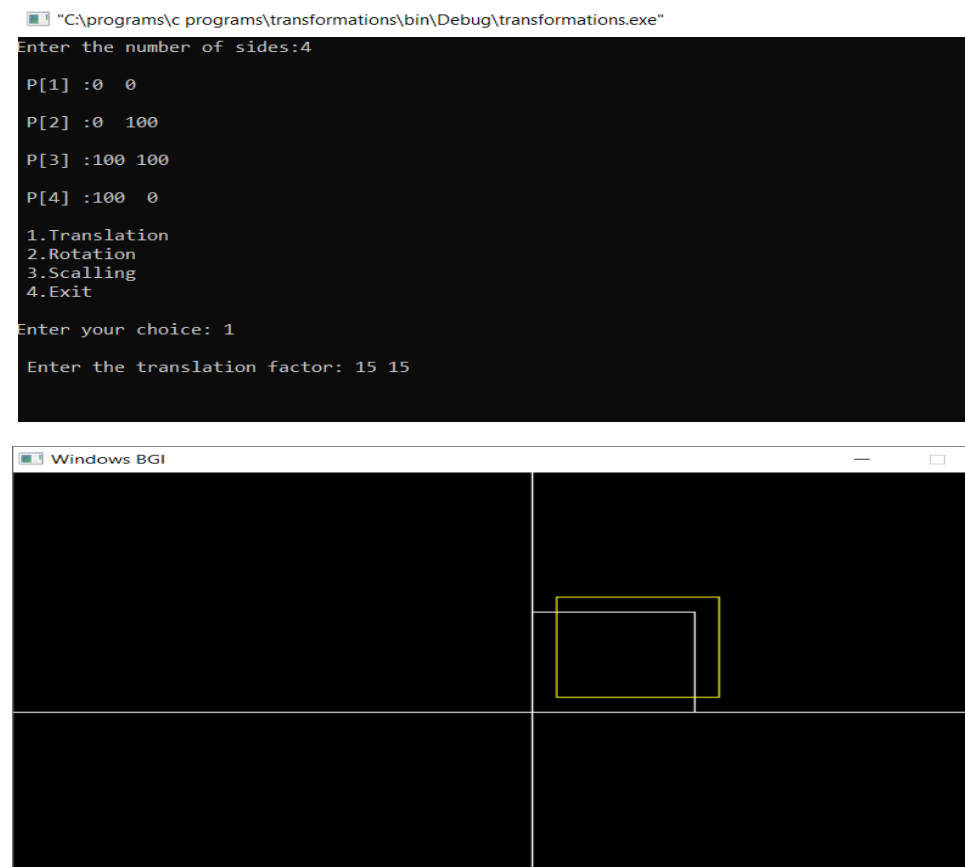 "C:\programs\c programs\transformations\bin\Debug\transformations.exe"
Enter the number of sides:4
P[1] :0  0
P[2] :0  100
P[3] :100 100
P[4] :100  0
1.Translation
2.Rotation
3.Scalling
4.Exit
Enter your choice: 1
Enter the translation factor: 15 15
Windows BGI